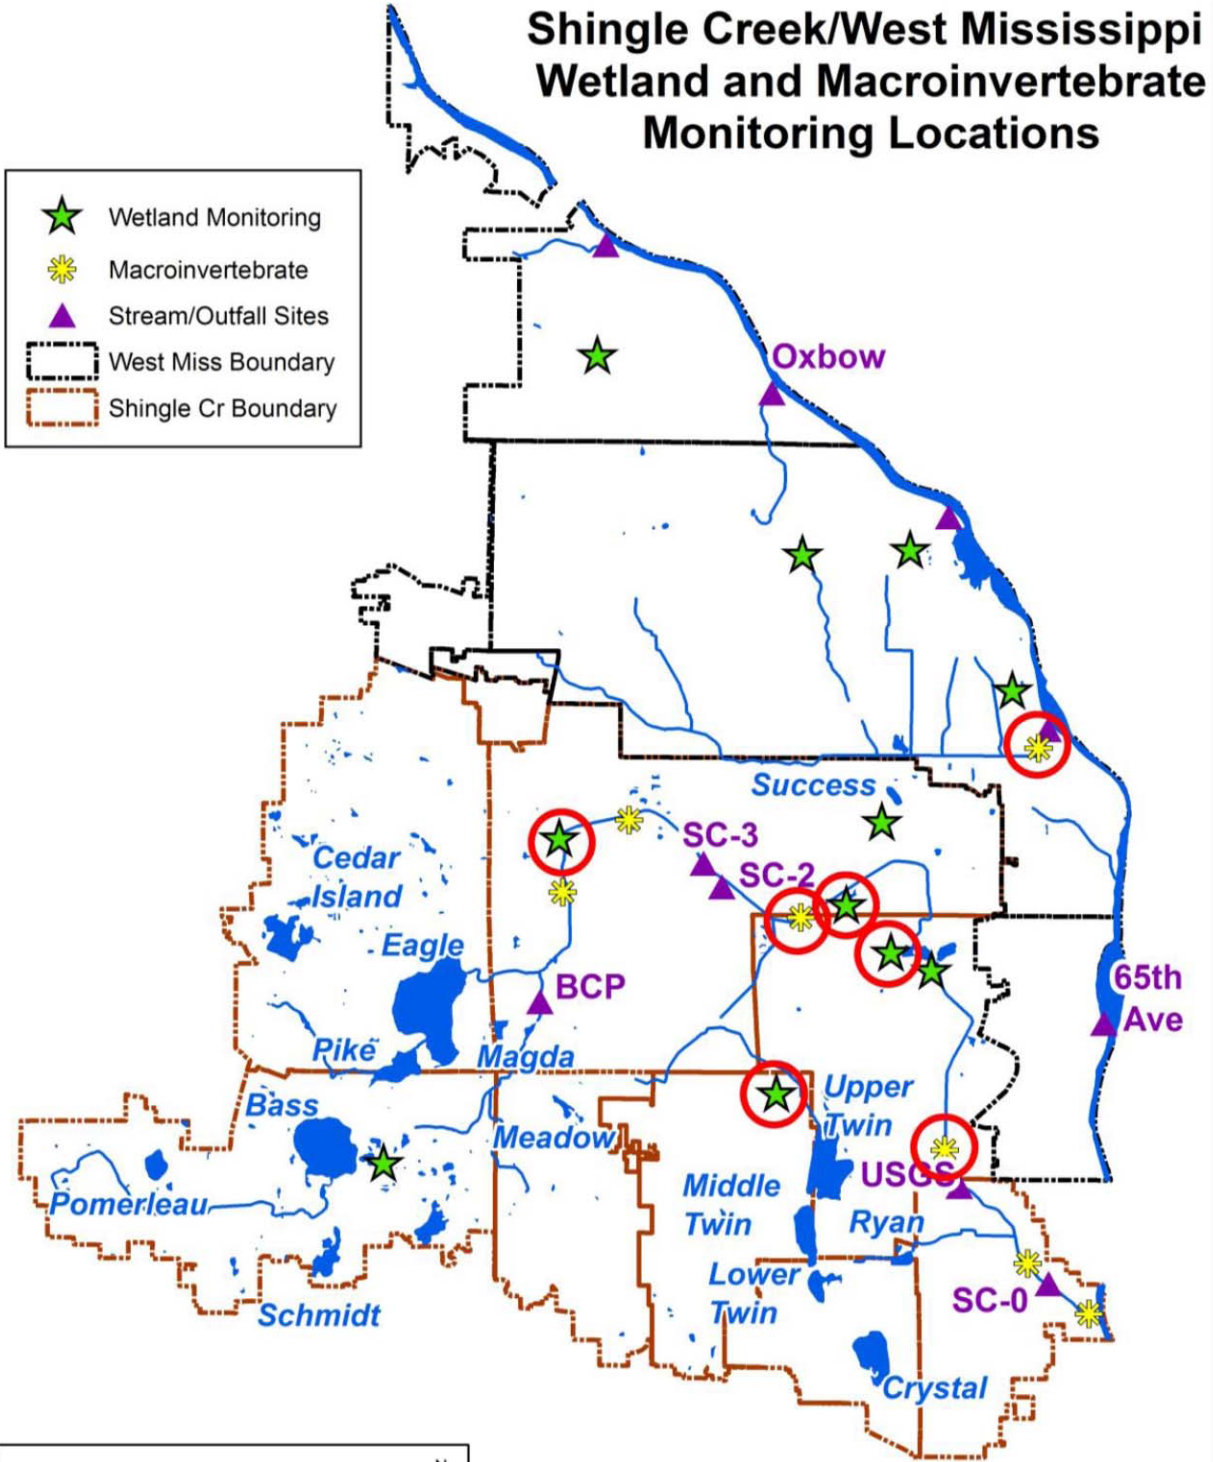 Shingle Creek/West Mississippi
Wetland and Macroinvertebrate
Monitoring Locations
Wetland Monitoring
Macroinvertebrate
Stream/Outfall Sites
West Miss Boundary
Shingle Cr Boundary
Oxbow
Success
SC-3
SC-2
Cedar
Island
Eagle
BCP
65th
Ave
Pike
Magda
Bass
Upper
Twin
Meadow
USGS
Middle
Twin
Pomerleau
Ryan
Lower
Twin
SC-0
Schmidt
Crystal